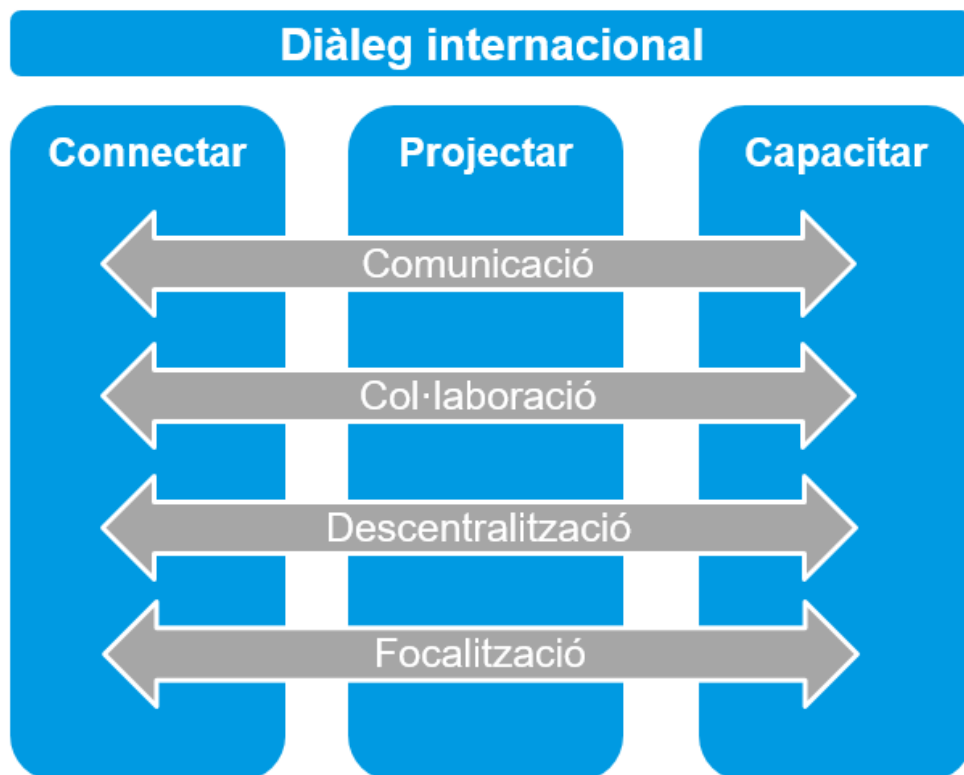 Diàleg internacional
Connectar
Projectar
Capacitar
Comunicació
Col·laboració
Descentralització
Focalització